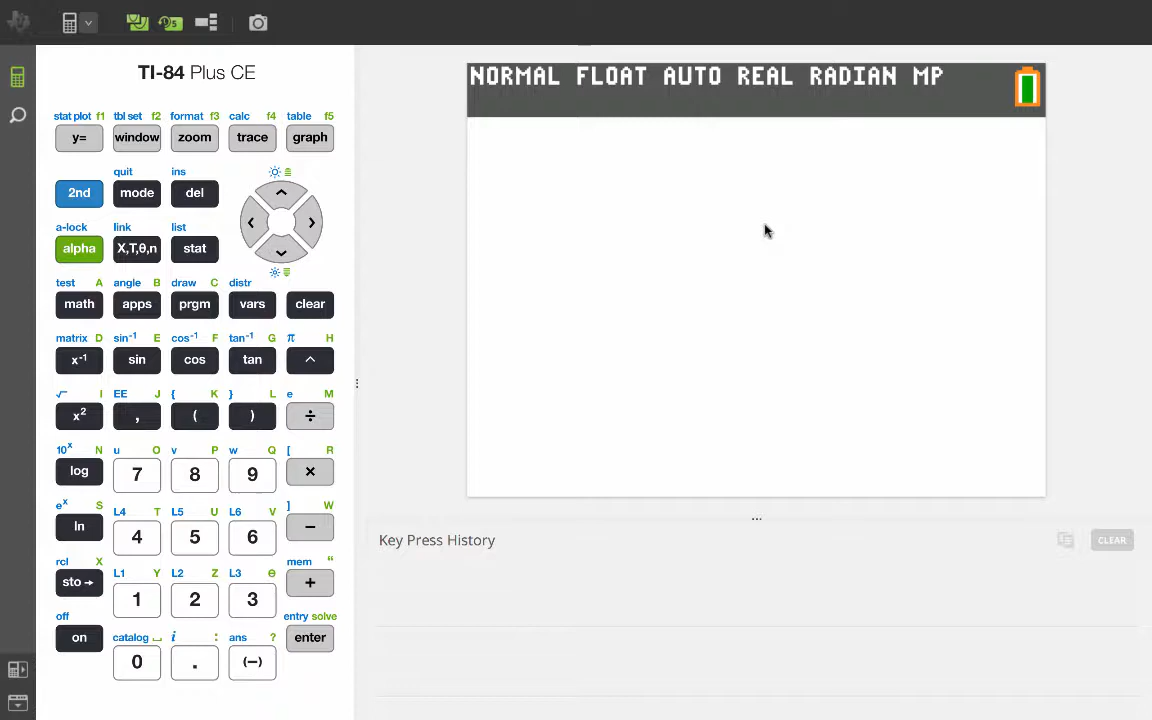 5
TI-84 Plus CE
NORMAL FLOAT AUTO REAL RADIAN MP
stat plot f1 tbl set f2 format f3 calc f4 table f5
y= window zoom trace graph
quit ins
2nd mode del
a-lock link list
alpha X,T,θ,n stat
test A angle B draw C distr
math apps prgm vars clear
matrix D sin⁻¹ E cos⁻¹ F tan⁻¹ G π H
x⁻¹ sin cos tan ^
√ I EE J { K } L e M
x² , ( ) ÷
10ˣ N u O v P w Q [ R
log 7 8 9 ×
eˣ S L4 T L5 U L6 V ] W
ln 4 5 6 −
rcl X L1 Y L2 Z L3 θ mem “
sto→ 1 2 3 +
off catalog ⎵ i : ans ? entry solve
on 0 . (−) enter
Key Press History
CLEAR